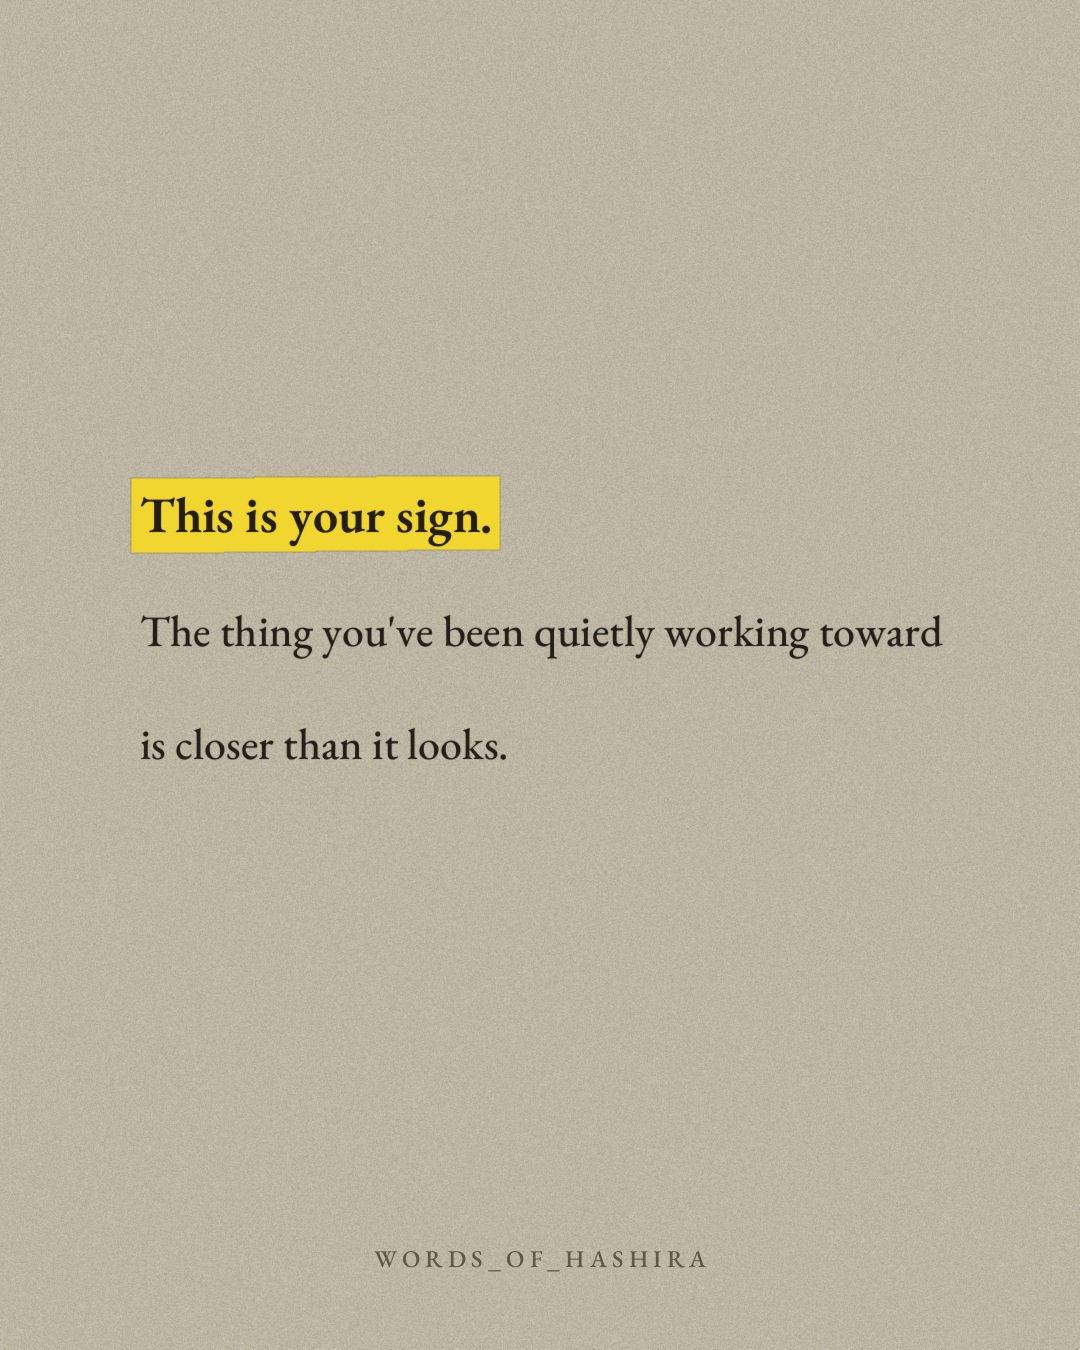 This is your sign.
The thing you've been quietly working toward
is closer than it looks.
WORDS_OF_HASHIRA